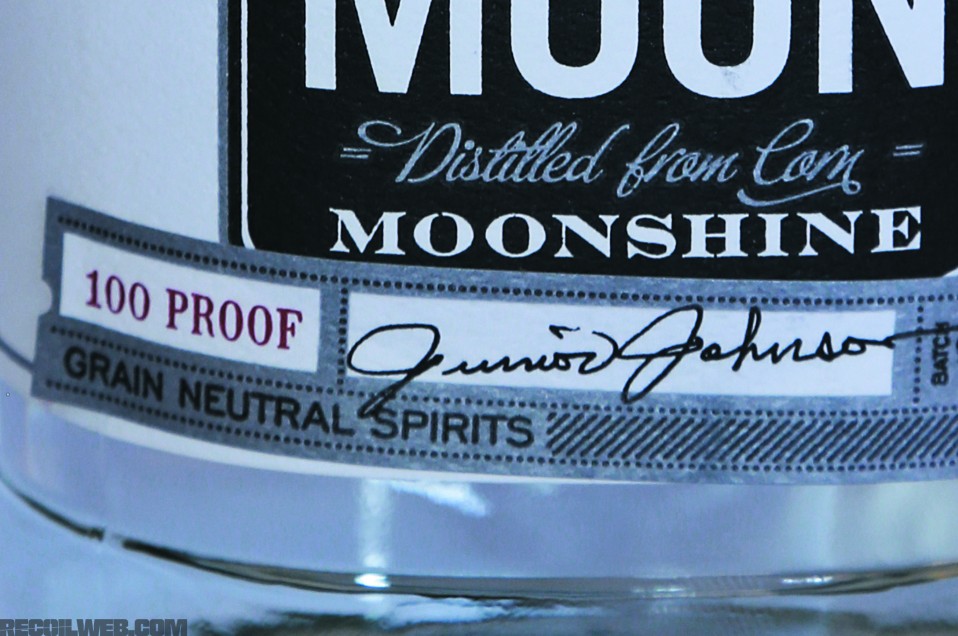 MOON
Distilled from Corn
MOONSHINE
100 PROOF
Junior Johnson
BATCH
GRAIN NEUTRAL SPIRITS
RECOILWEB.COM